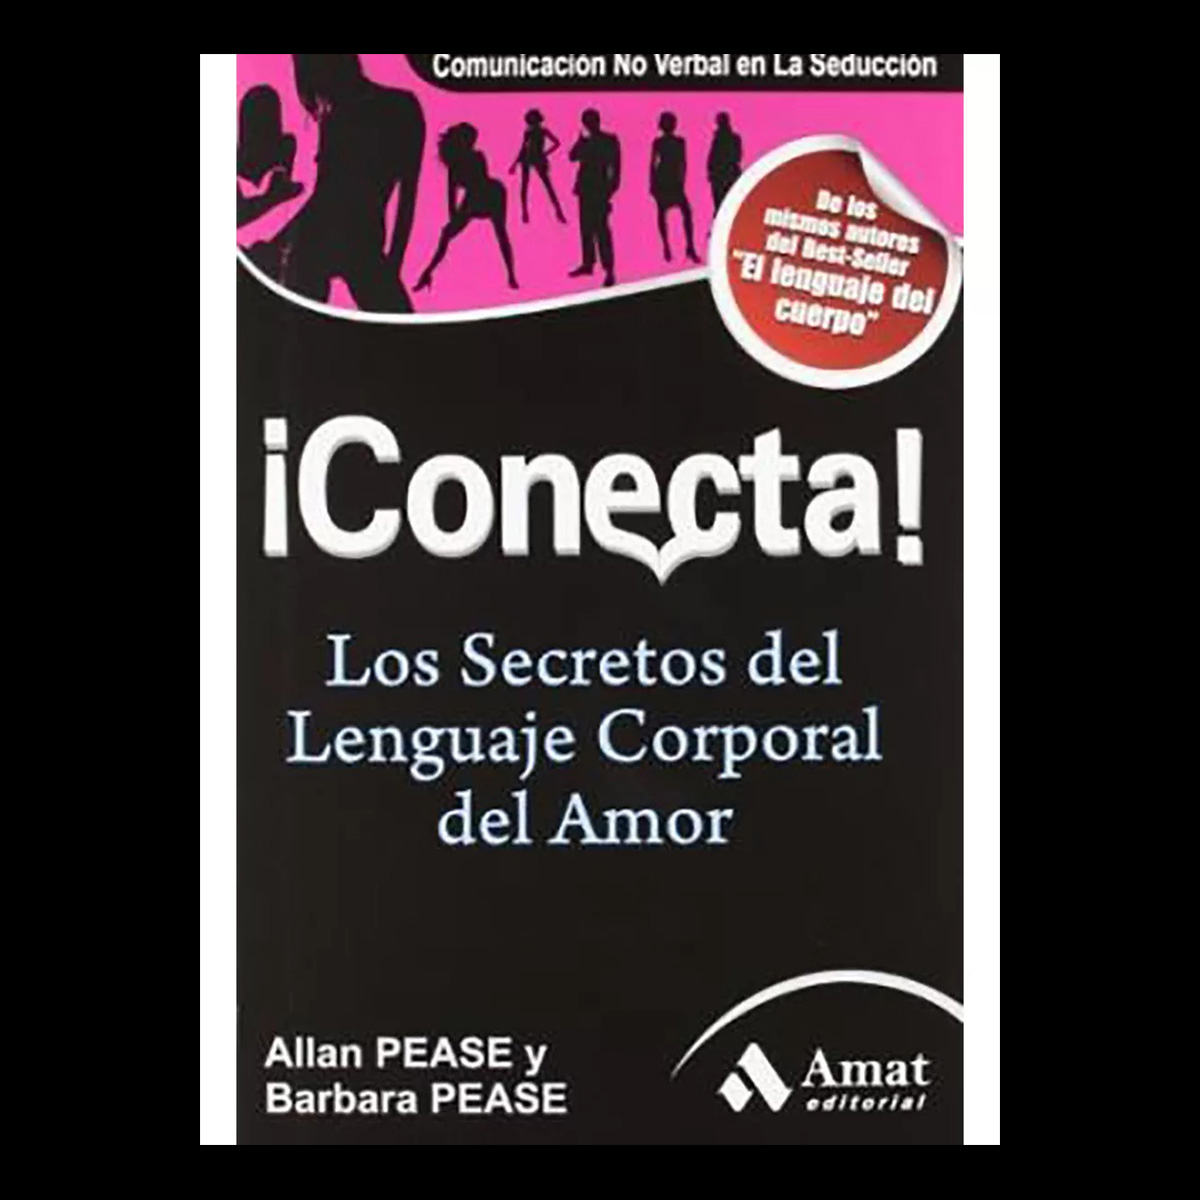 Comunicación No Verbal en La Seducción
De los
mismos autores
del Best-Seller
"El lenguaje del
cuerpo"
¡Conecta!
Los Secretos del
Lenguaje Corporal
del Amor
Allan PEASE y
Barbara PEASE
Amat
editorial